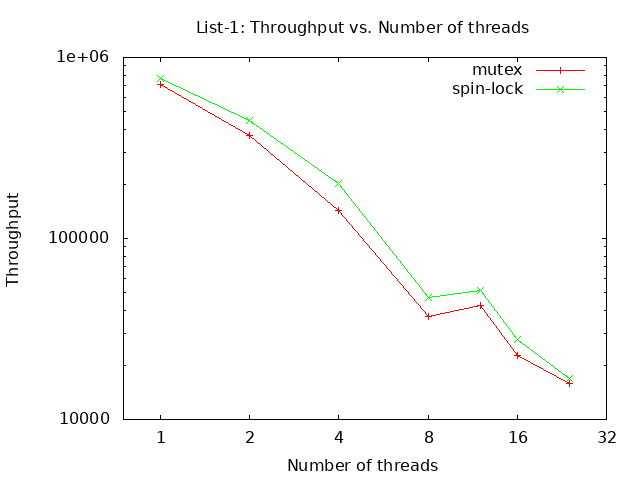 List-1: Throughput vs. Number of threads
1e+06
mutex
spin-lock
Throughput
100000
10000
1 2 4 8 16 32
Number of threads